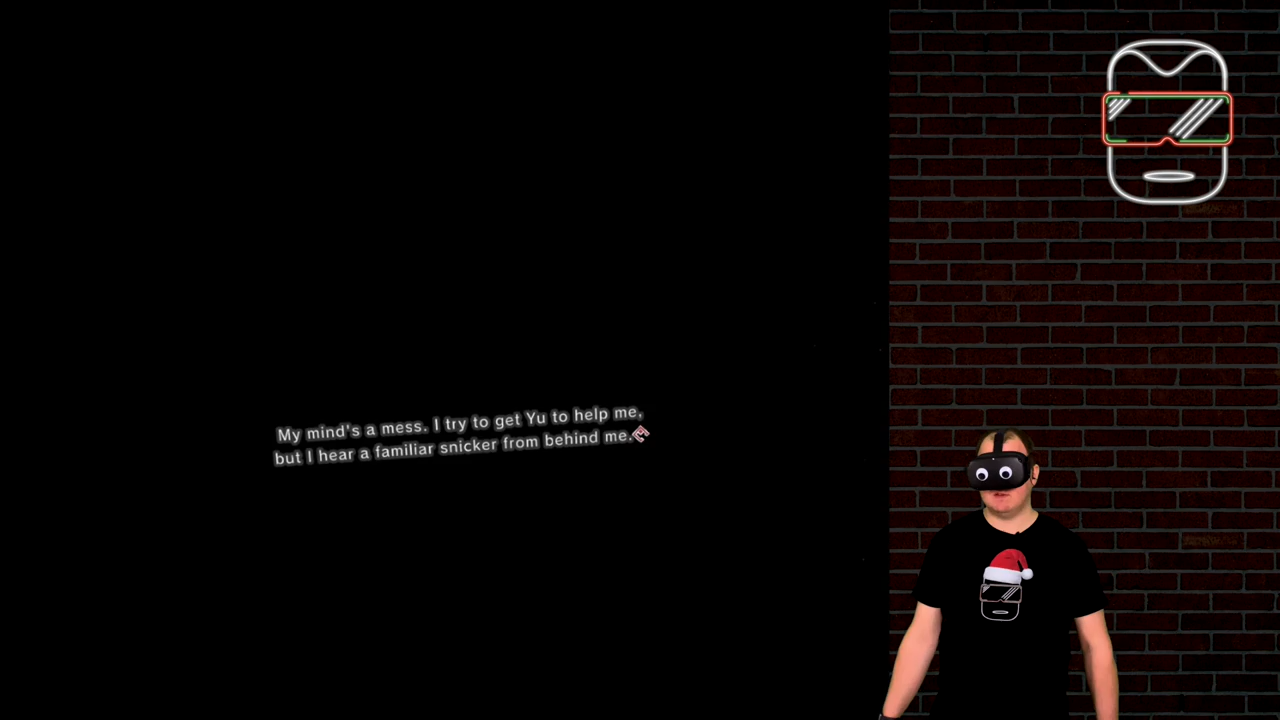 My mind's a mess. I try to get Yu to help me,
but I hear a familiar snicker from behind me.